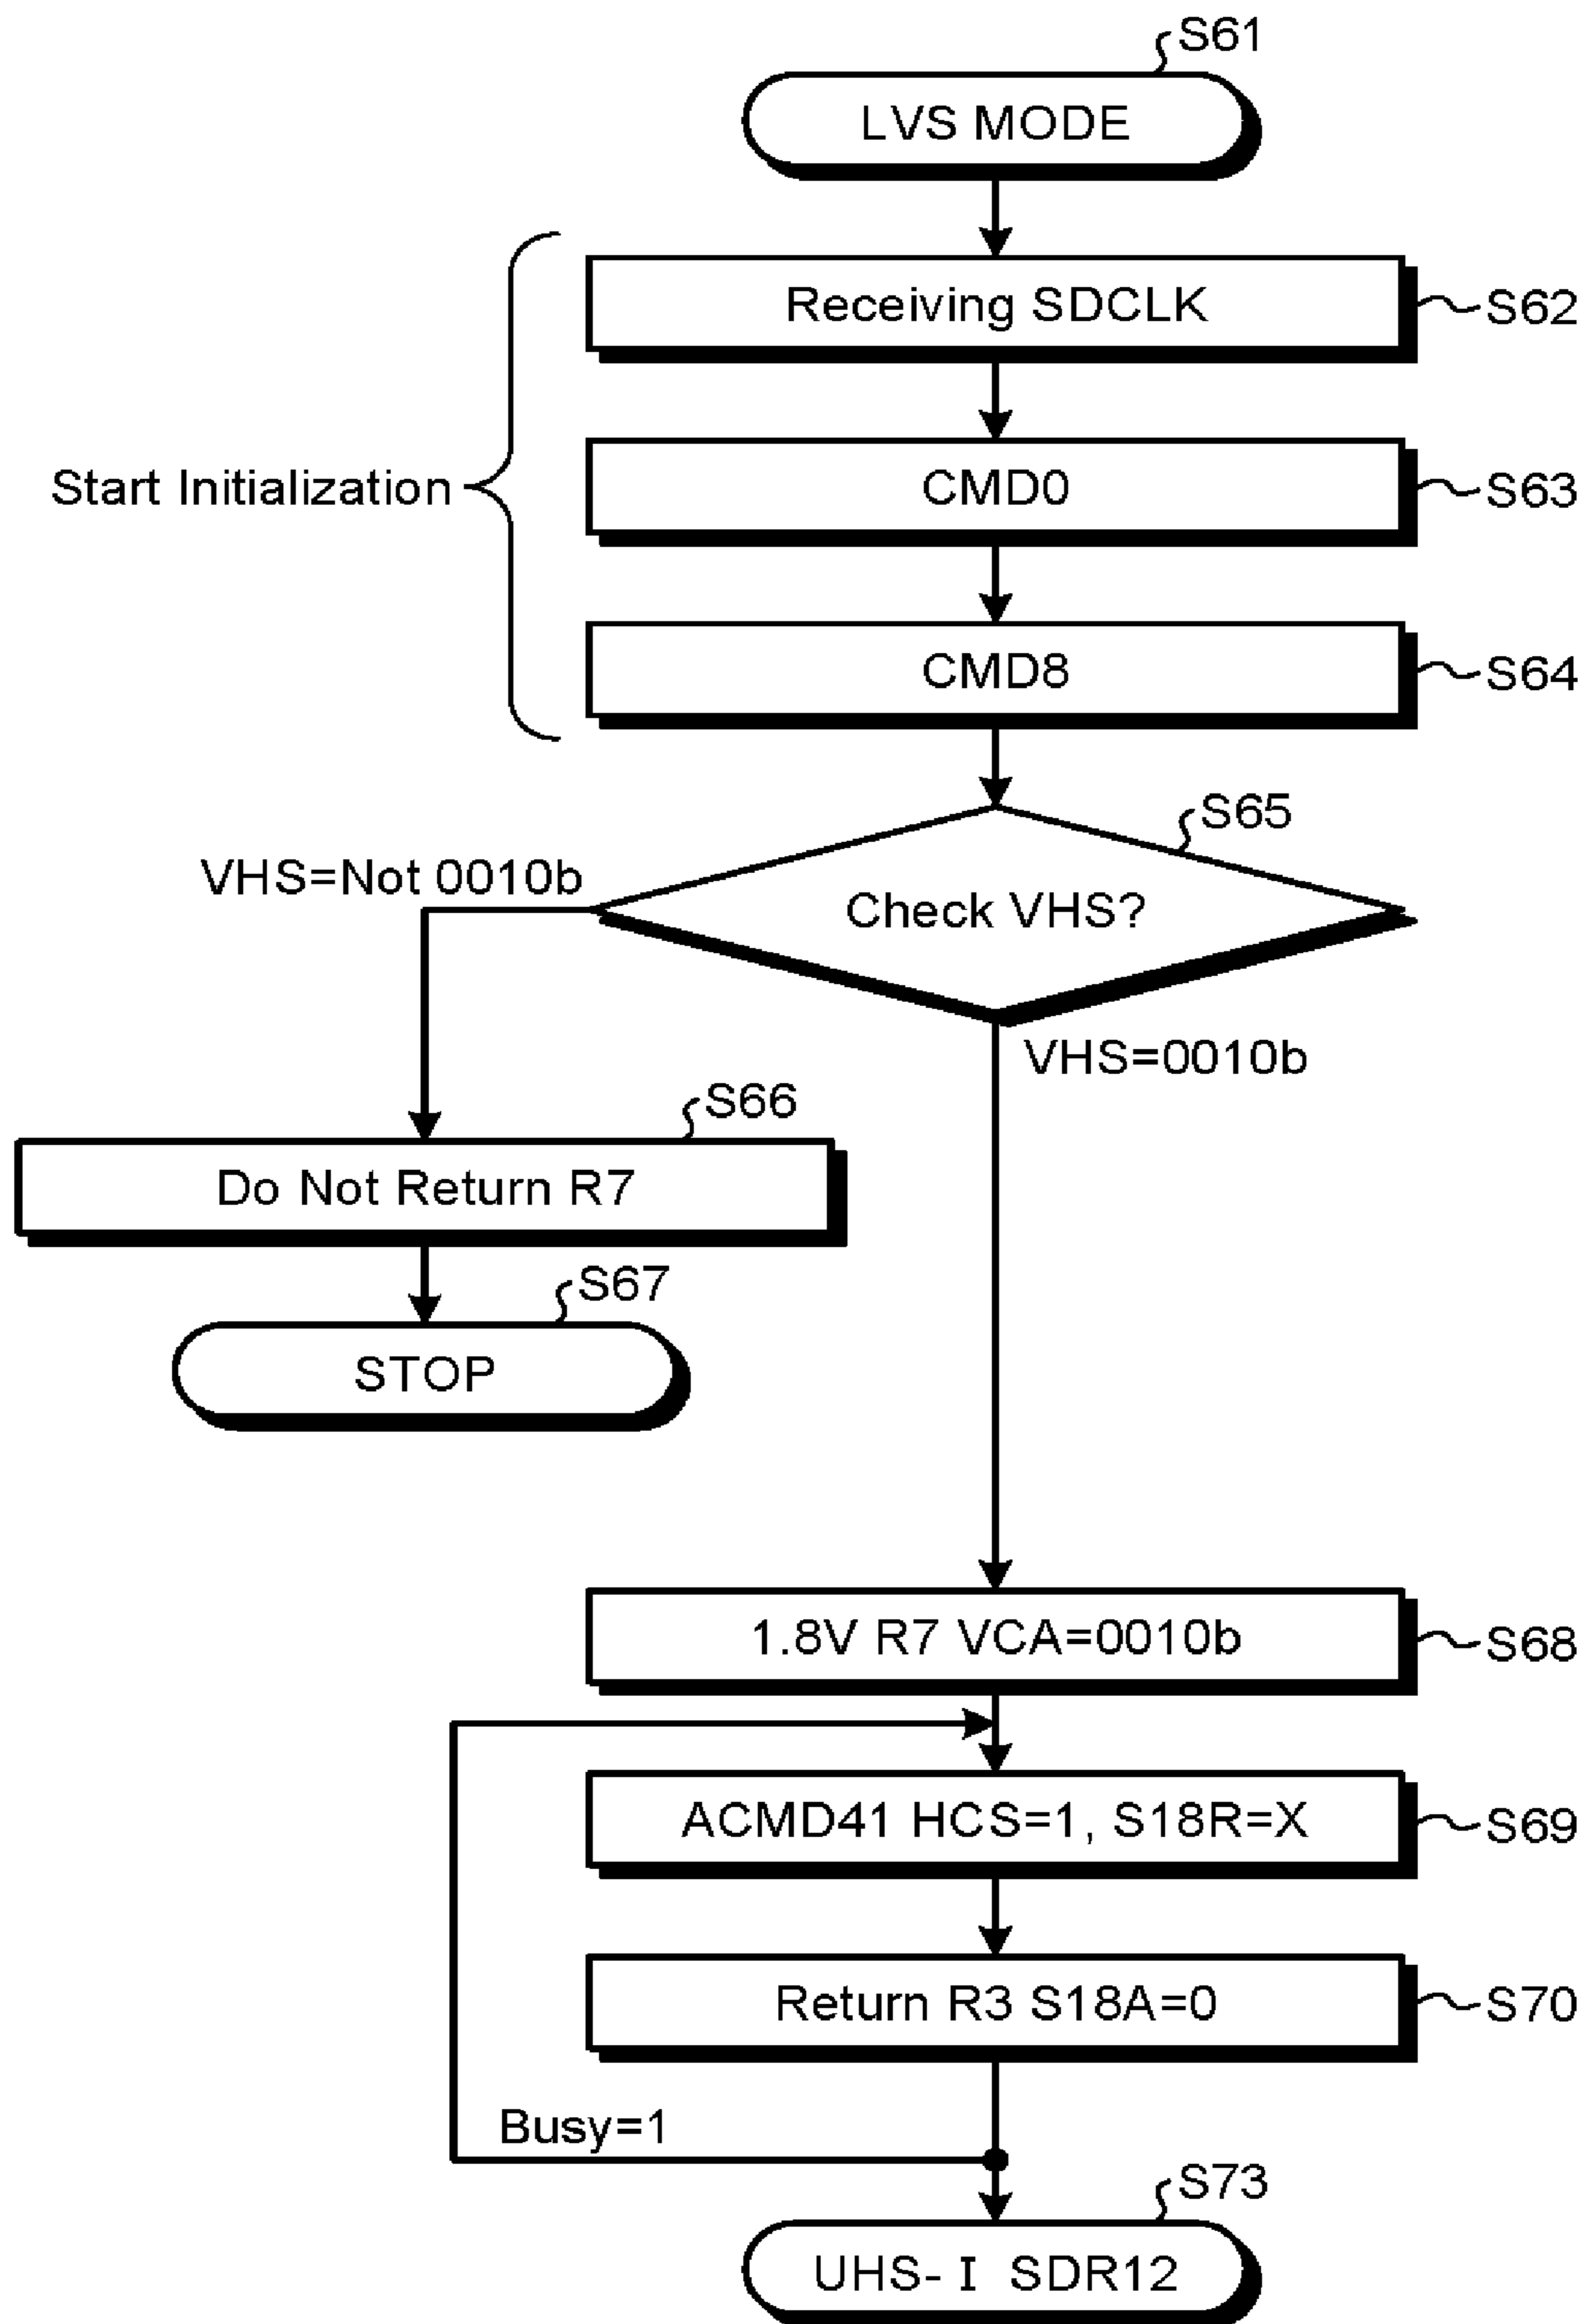 S61
LVS MODE
Receiving SDCLK
S62
Start Initialization
CMD0
S63
CMD8
S64
S65
VHS=Not 0010b
Check VHS?
VHS=0010b
S66
Do Not Return R7
S67
STOP
1.8V R7 VCA=0010b
S68
ACMD41 HCS=1, S18R=X
S69
Return R3 S18A=0
S70
Busy=1
S73
UHS-I SDR12